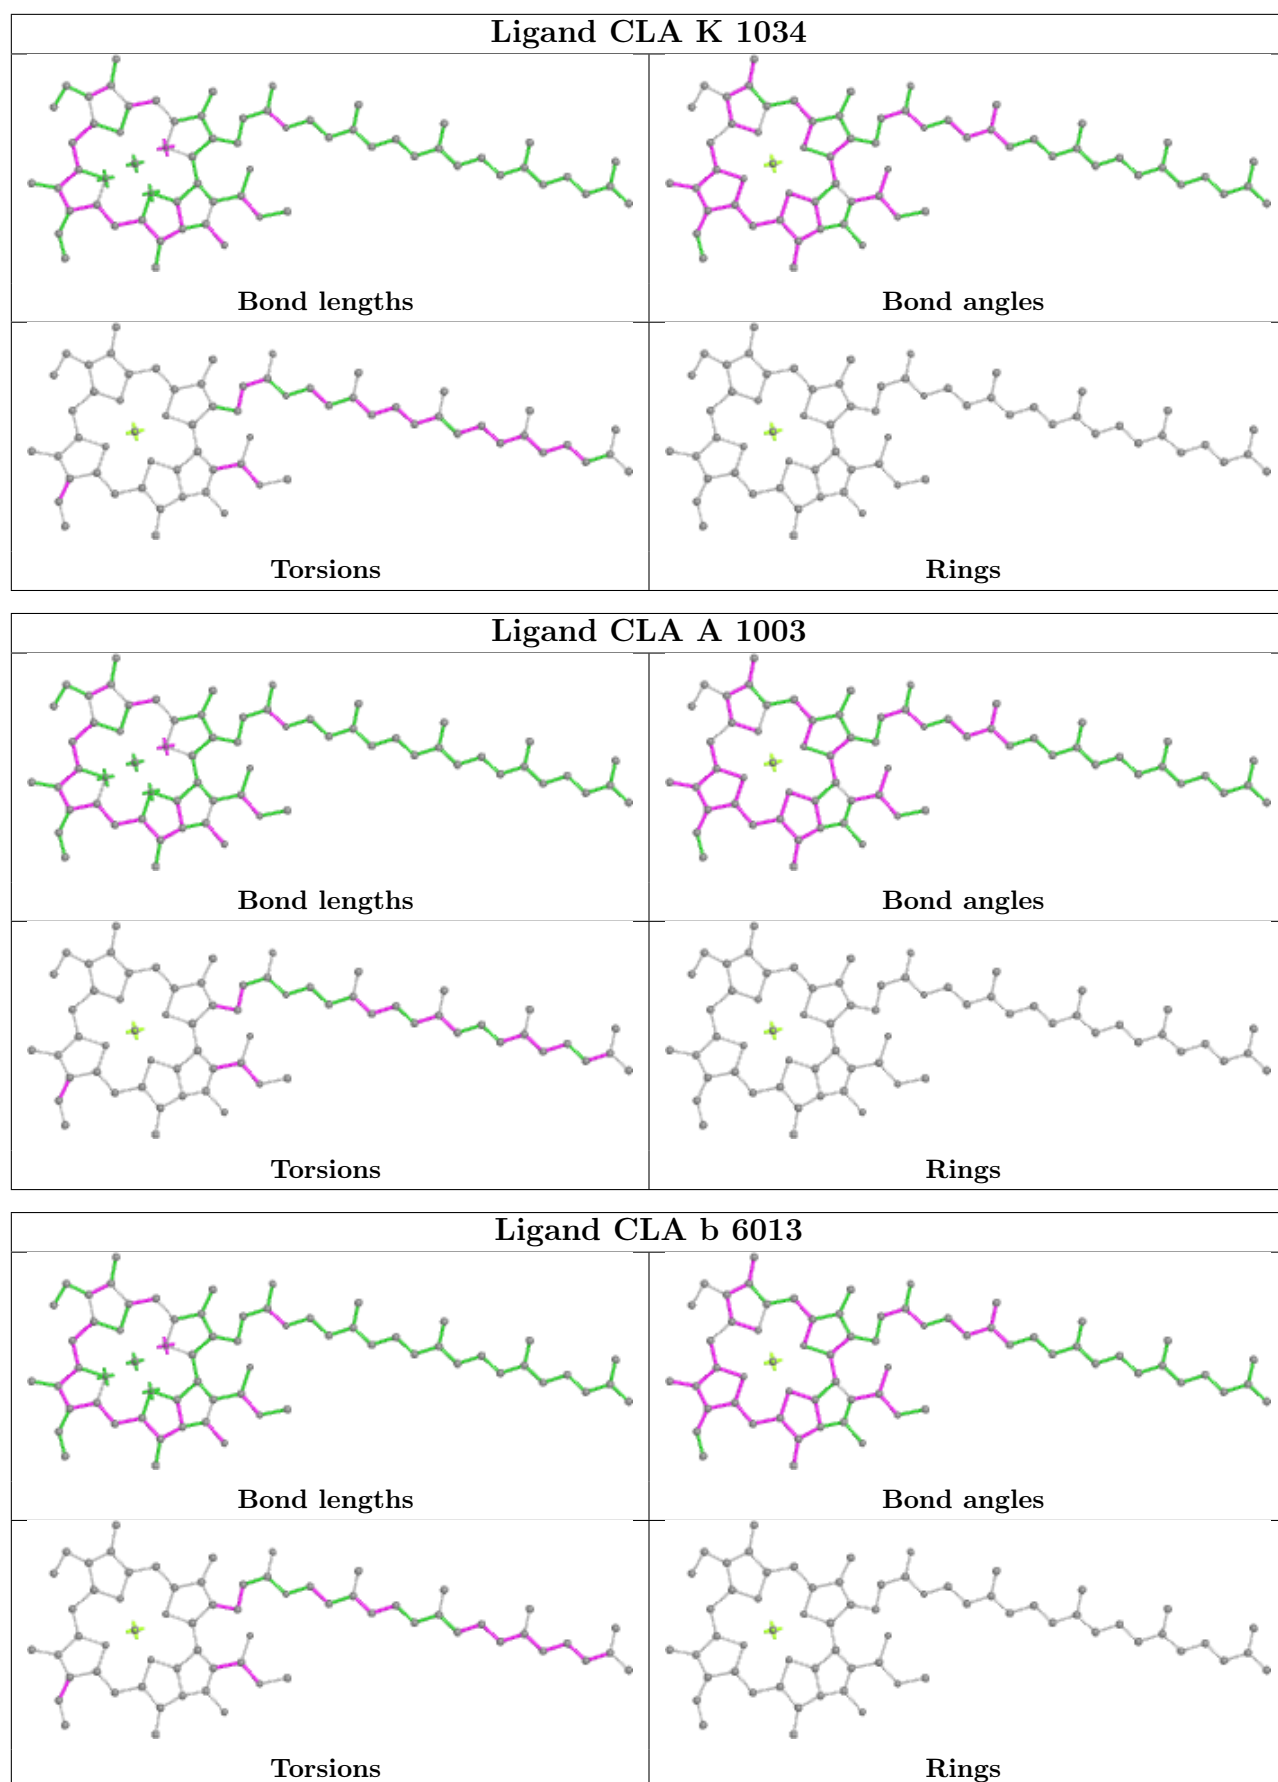 Ligand CLA K 1034
Bond lengths
Bond angles
Torsions
Rings
Ligand CLA A 1003
Bond lengths
Bond angles
Torsions
Rings
Ligand CLA b 6013
Bond lengths
Bond angles
Torsions
Rings